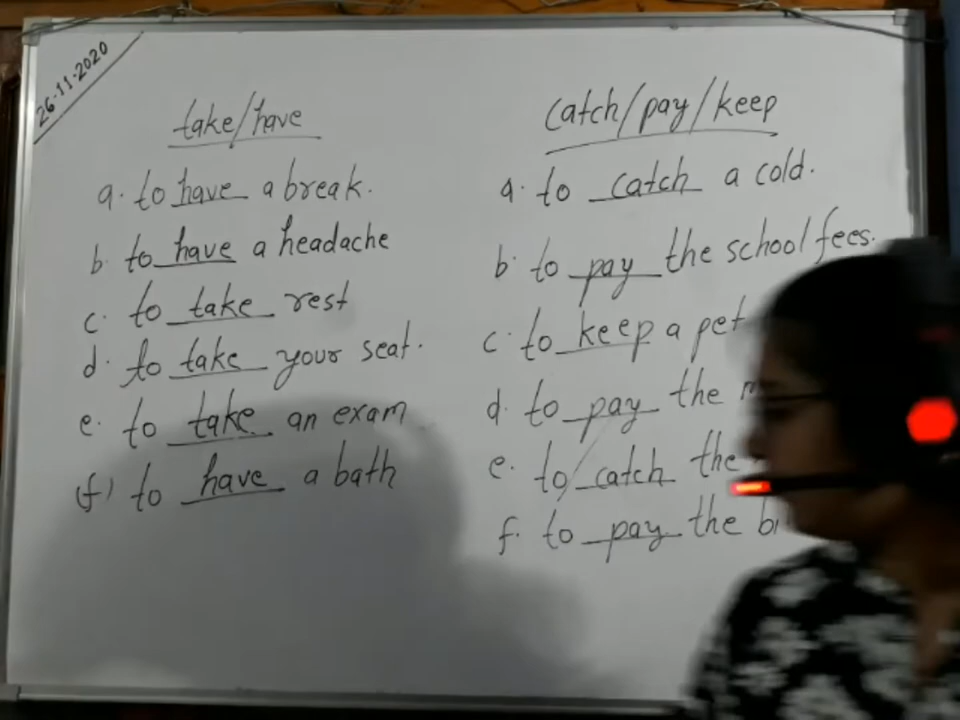 26-11-2020
take/have
a. to have a break.
b. to have a headache
c. to take rest
d. to take your seat.
e. to take an exam
(f) to have a bath
catch/pay/keep
a. to catch a cold.
b. to pay the school fees.
c. to keep a pet
d. to pay the
e. to catch the
f. to pay the